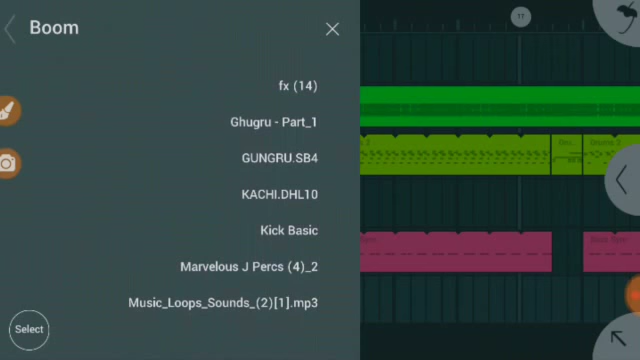 Boom
17
fx (14)
Ghugru - Part_1
GUNGRU.SB4
KACHI.DHL10
Kick Basic
Marvelous J Percs (4)_2
Music_Loops_Sounds_(2)[1].mp3
Select